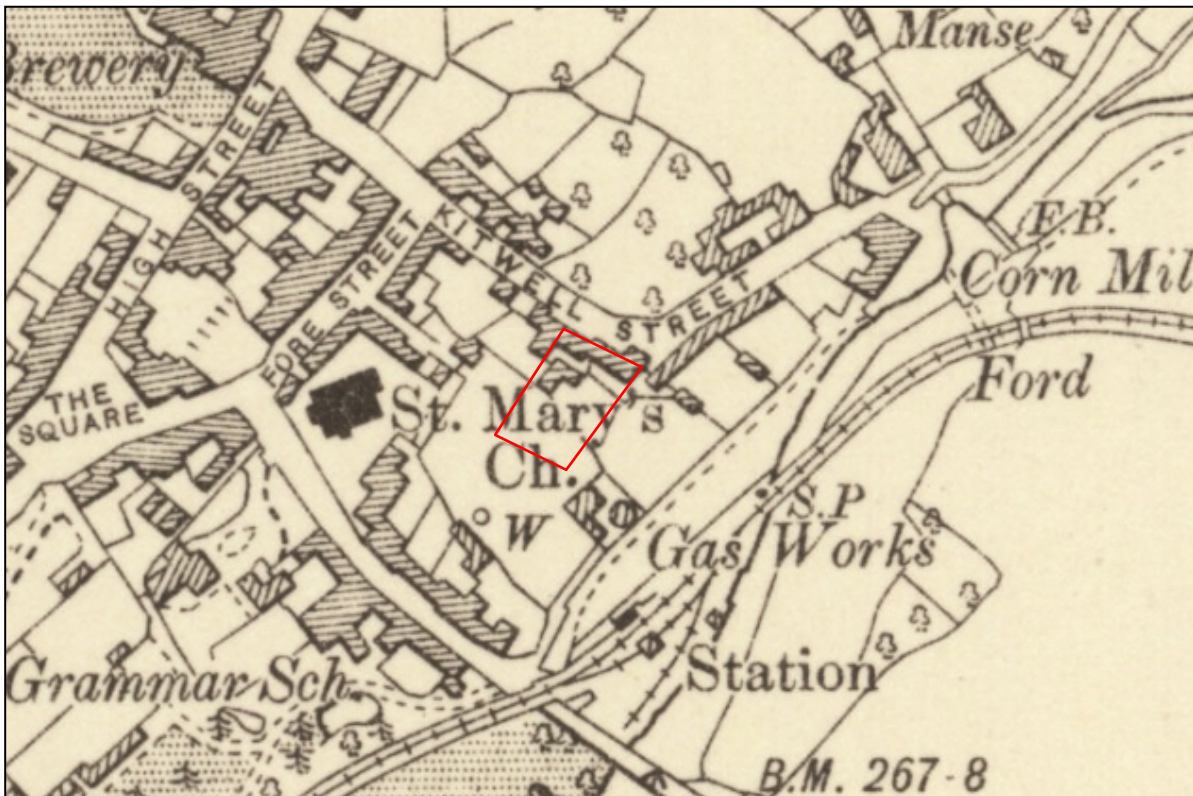 Brewery
Manse
HIGH STREET
FORE STREET
KITWELL STREET
F.B.
Corn Mil
THE
SQUARE
Ford
St. Mary's
Ch.
W
S.P
Gas Works
Grammar Sch.
Station
B.M. 267·8